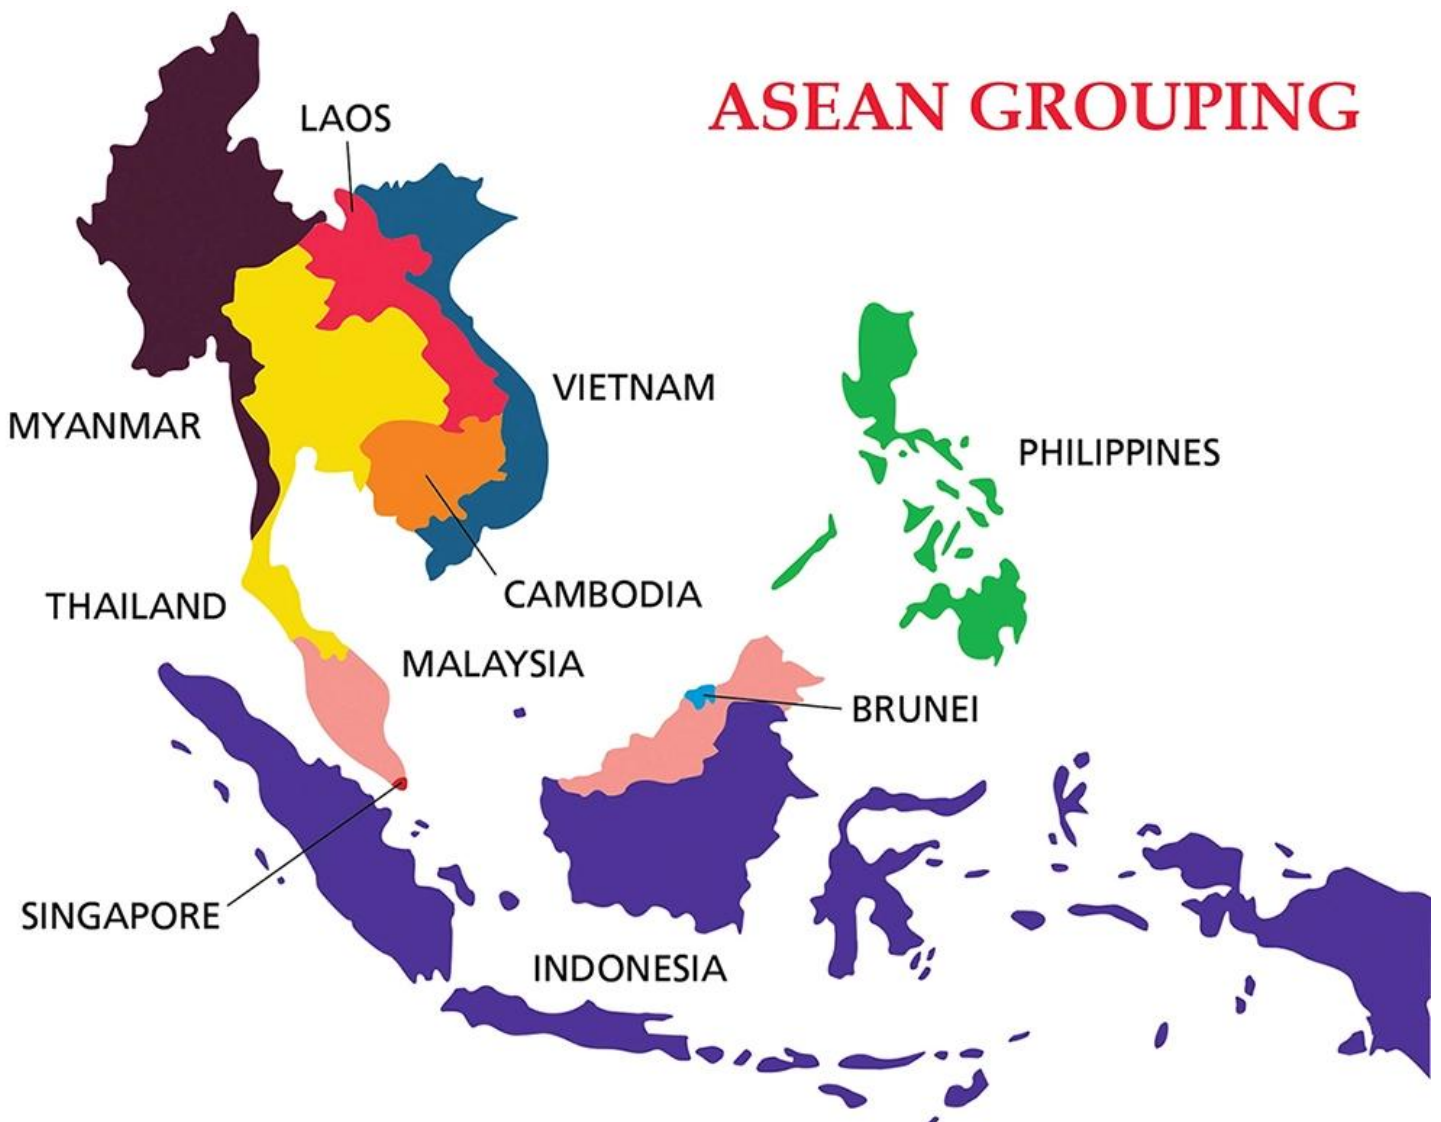 ASEAN GROUPING
LAOS
VIETNAM
MYANMAR
PHILIPPINES
CAMBODIA
THAILAND
MALAYSIA
BRUNEI
SINGAPORE
INDONESIA